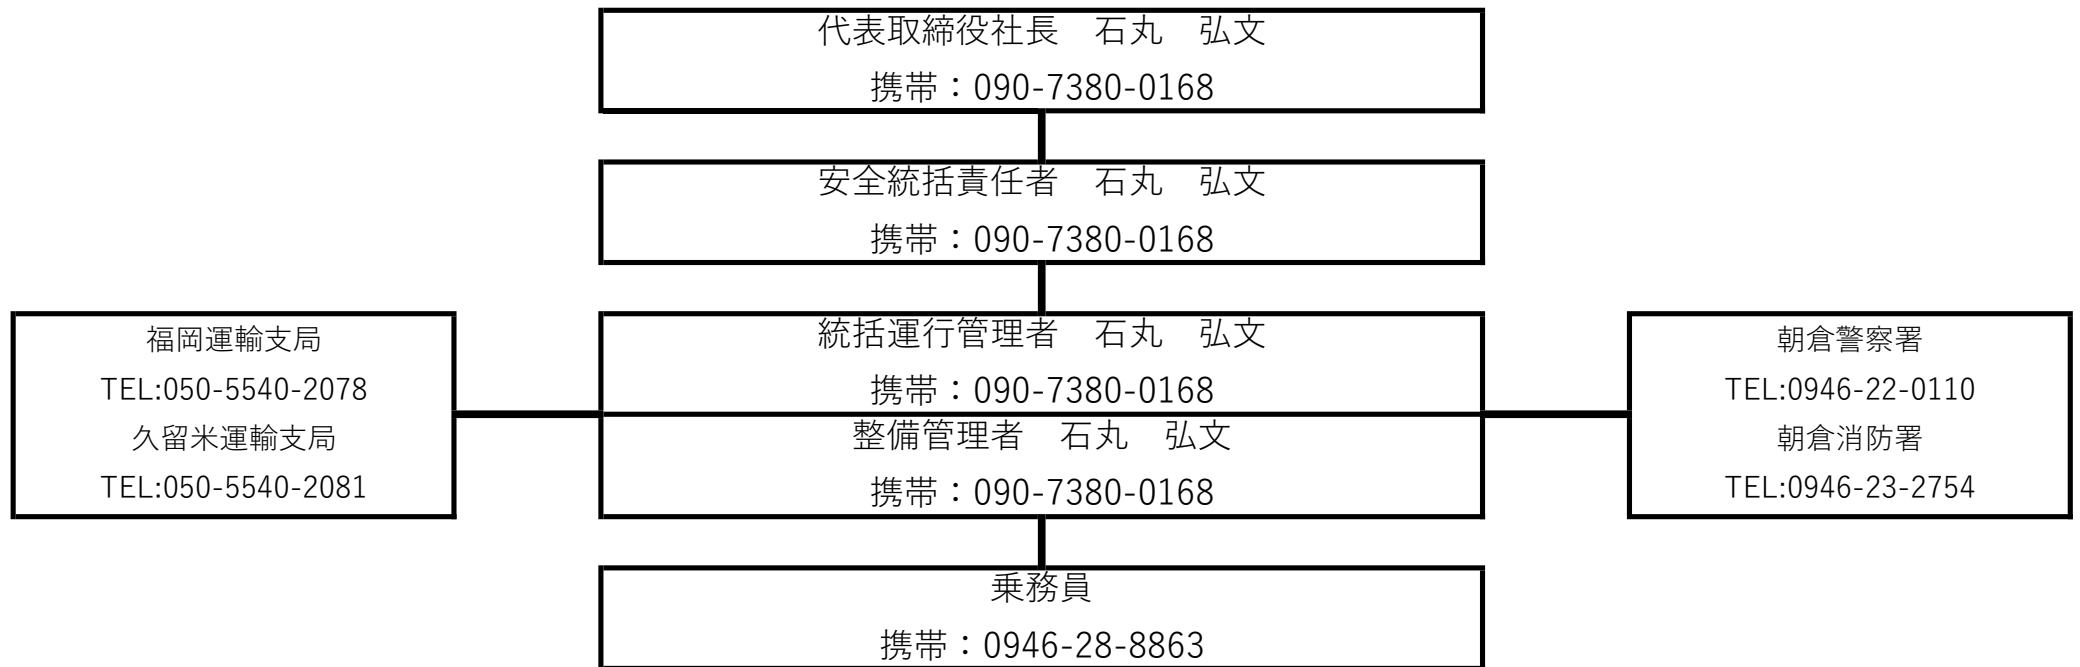 代表取締役社長　石丸　弘文
携帯：090-7380-0168
安全統括責任者　石丸　弘文
携帯：090-7380-0168
福岡運輸支局
TEL:050-5540-2078
久留米運輸支局
TEL:050-5540-2081
統括運行管理者　石丸　弘文
携帯：090-7380-0168
整備管理者　石丸　弘文
携帯：090-7380-0168
朝倉警察署
TEL:0946-22-0110
朝倉消防署
TEL:0946-23-2754
乗務員
携帯：0946-28-8863